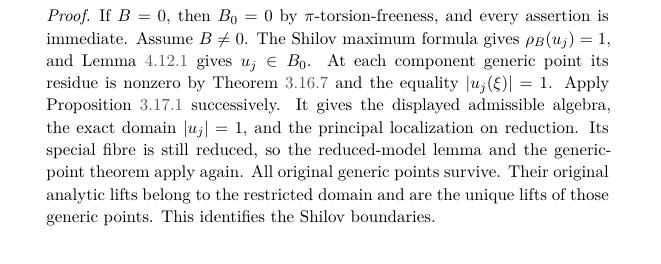 Proof. If B = 0, then B₀ = 0 by π-torsion-freeness, and every assertion is
immediate. Assume B ≠ 0. The Shilov maximum formula gives ρ_B(u_j) = 1,
and Lemma 4.12.1 gives u_j ∈ B₀. At each component generic point its
residue is nonzero by Theorem 3.16.7 and the equality |u_j(ξ)| = 1. Apply
Proposition 3.17.1 successively. It gives the displayed admissible algebra,
the exact domain |u_j| = 1, and the principal localization on reduction. Its
special fibre is still reduced, so the reduced-model lemma and the generic-
point theorem apply again. All original generic points survive. Their original
analytic lifts belong to the restricted domain and are the unique lifts of those
generic points. This identifies the Shilov boundaries.